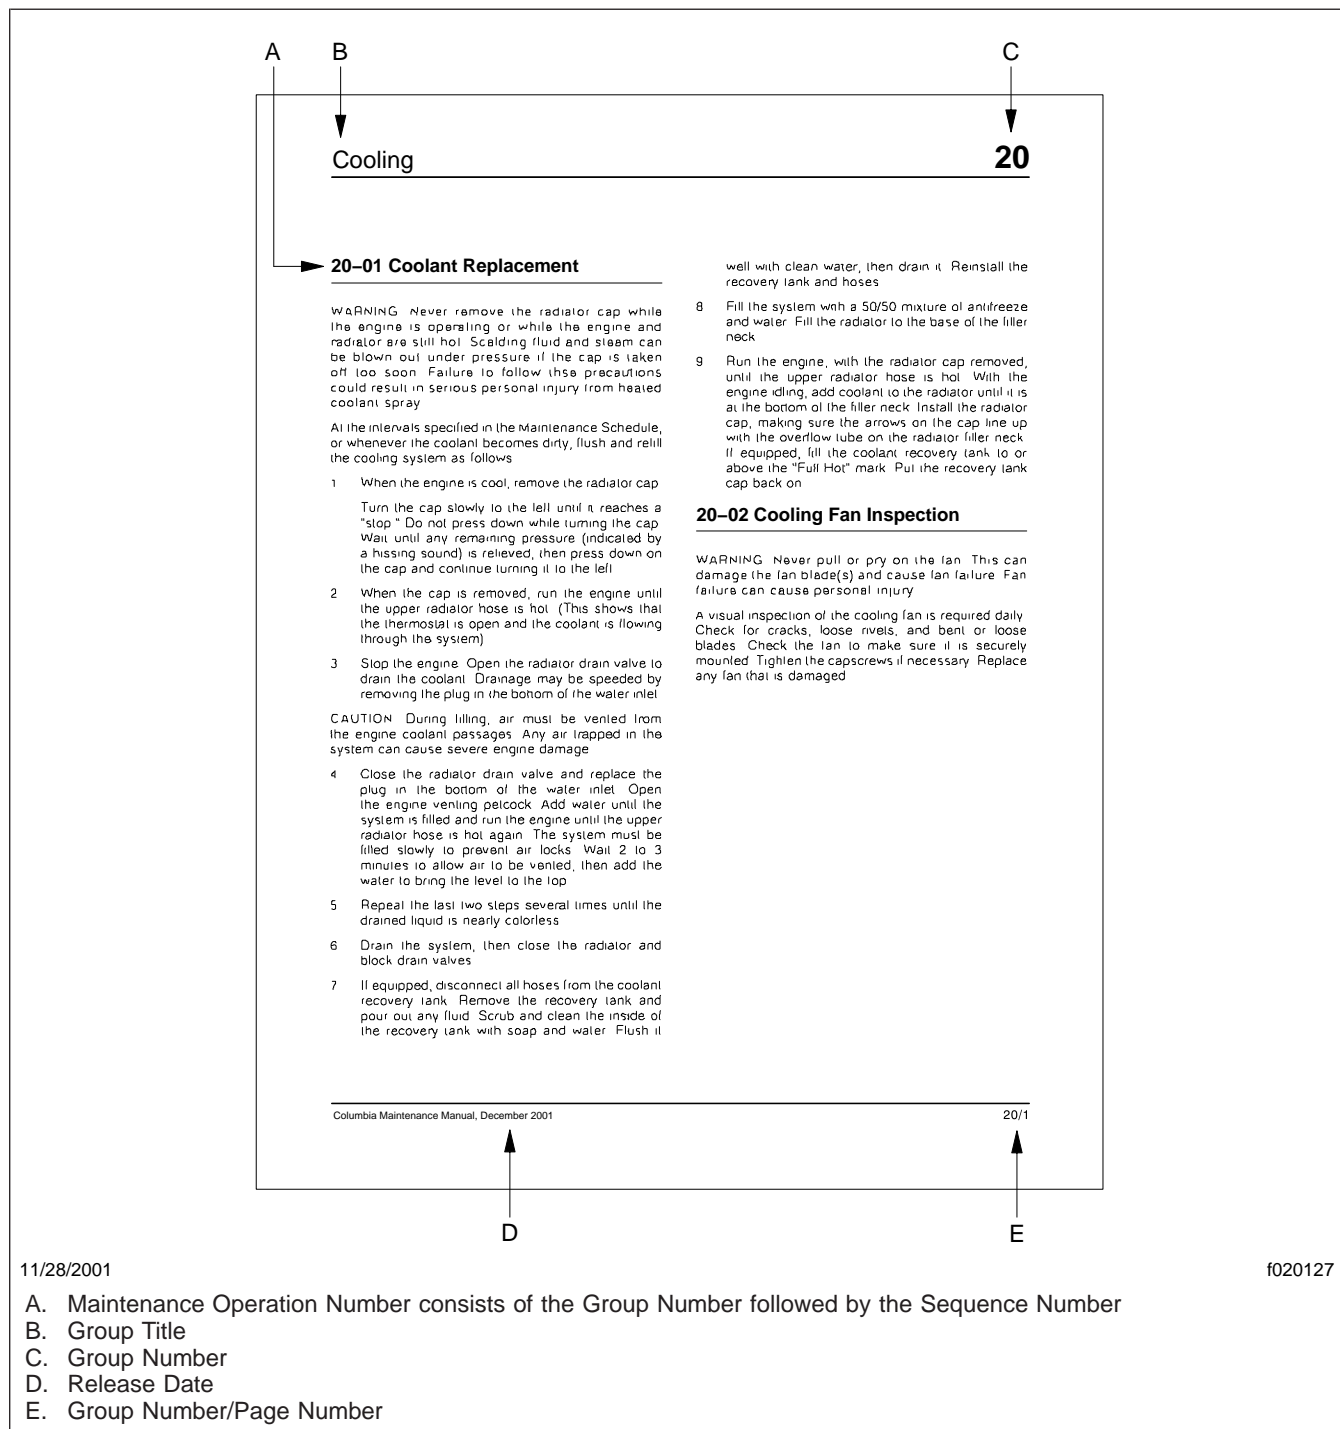 A
B
C
Cooling
20
20–01 Coolant Replacement
WARNING Never remove the radiator cap while
the engine is operating or while the engine and
radiator are still hot Scalding fluid and steam can
be blown out under pressure if the cap is taken
off too soon Failure to follow thse precautions
could result in serious personal injury from heated
coolant spray
At the intervals specified in the Maintenance Schedule,
or whenever the coolant becomes dirty, flush and refill
the cooling system as follows
1 When the engine is cool, remove the radiator cap
Turn the cap slowly to the left until it reaches a
"stop " Do not press down while turning the cap
Wait until any remaining pressure (indicated by
a hissing sound) is relieved, then press down on
the cap and continue turning it to the left
2 When the cap is removed, run the engine until
the upper radiator hose is hot (This shows that
the thermostat is open and the coolant is flowing
through the system)
3 Stop the engine Open the radiator drain valve to
drain the coolant Drainage may be speeded by
removing the plug in the bottom of the water inlet
CAUTION During filling, air must be vented from
the engine coolant passages Any air trapped in the
system can cause severe engine damage
4 Close the radiator drain valve and replace the
plug in the bottom of the water inlet Open
the engine venting petcock Add water until the
system is filled and run the engine until the upper
radiator hose is hot again The system must be
filled slowly to prevent air locks Wait 2 to 3
minutes to allow air to be vented, then add the
water to bring the level to the top
5 Repeat the last two steps several times until the
drained liquid is nearly colorless
6 Drain the system, then close the radiator and
block drain valves
7 If equipped, disconnect all hoses from the coolant
recovery tank Remove the recovery tank and
pour out any fluid Scrub and clean the inside of
the recovery tank with soap and water Flush it
well with clean water, then drain it Reinstall the
recovery tank and hoses
8 Fill the system with a 50/50 mixture of antifreeze
and water Fill the radiator to the base of the filler
neck
9 Run the engine, with the radiator cap removed,
until the upper radiator hose is hot With the
engine idling, add coolant to the radiator until it is
at the bottom of the filler neck Install the radiator
cap, making sure the arrows on the cap line up
with the overflow tube on the radiator filler neck
If equipped, fill the coolant recovery tank to or
above the "Full Hot" mark Put the recovery tank
cap back on
20–02 Cooling Fan Inspection
WARNING Never pull or pry on the fan This can
damage the fan blade(s) and cause fan failure Fan
failure can cause personal injury
A visual inspection of the cooling fan is required daily
Check for cracks, loose rivets, and bent or loose
blades Check the fan to make sure it is securely
mounted Tighten the capscrews if necessary Replace
any fan that is damaged
Columbia Maintenance Manual, December 2001
20/1
D
E
11/28/2001
f020127
A. Maintenance Operation Number consists of the Group Number followed by the Sequence Number
B. Group Title
C. Group Number
D. Release Date
E. Group Number/Page Number